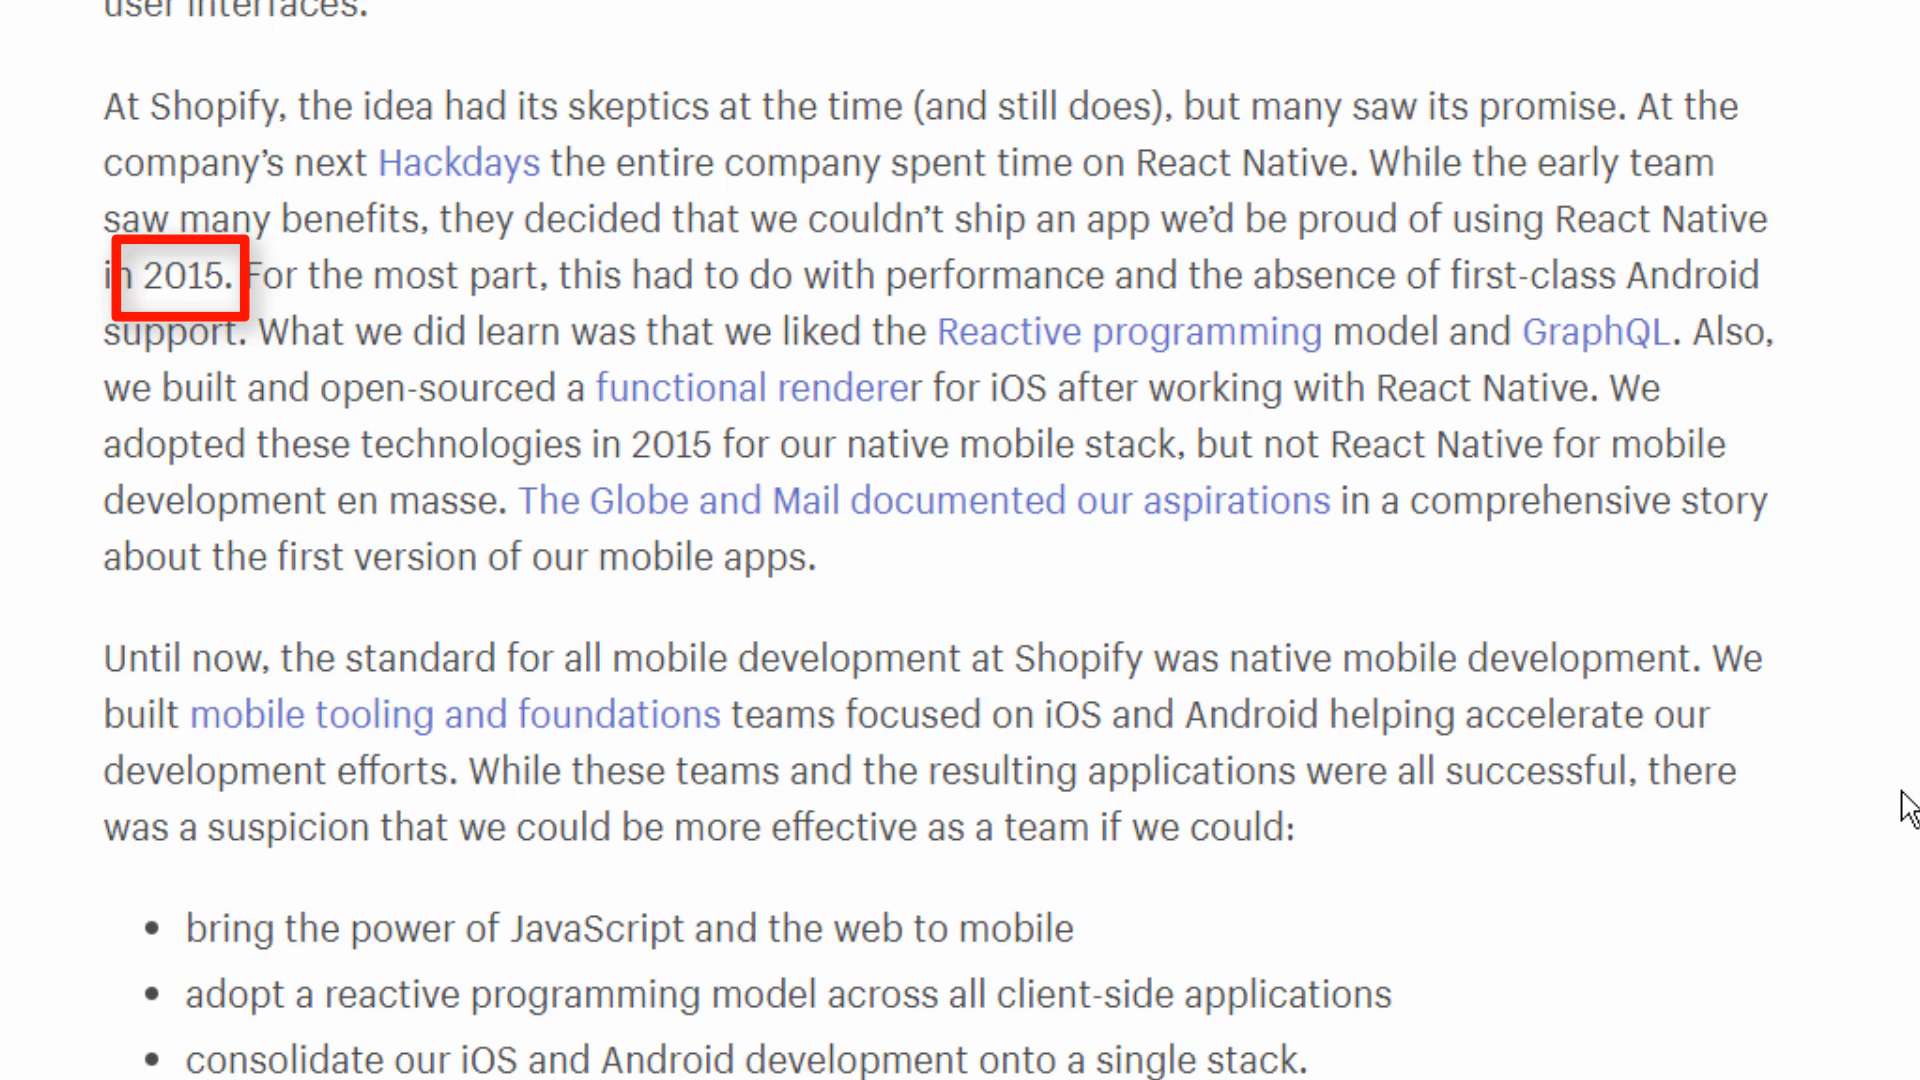 user interfaces.
At Shopify, the idea had its skeptics at the time (and still does), but many saw its promise. At the
company’s next Hackdays the entire company spent time on React Native. While the early team
saw many benefits, they decided that we couldn’t ship an app we’d be proud of using React Native
in 2015. For the most part, this had to do with performance and the absence of first-class Android
support. What we did learn was that we liked the Reactive programming model and GraphQL. Also,
we built and open-sourced a functional renderer for iOS after working with React Native. We
adopted these technologies in 2015 for our native mobile stack, but not React Native for mobile
development en masse. The Globe and Mail documented our aspirations in a comprehensive story
about the first version of our mobile apps.
Until now, the standard for all mobile development at Shopify was native mobile development. We
built mobile tooling and foundations teams focused on iOS and Android helping accelerate our
development efforts. While these teams and the resulting applications were all successful, there
was a suspicion that we could be more effective as a team if we could:
• bring the power of JavaScript and the web to mobile
• adopt a reactive programming model across all client-side applications
• consolidate our iOS and Android development onto a single stack.